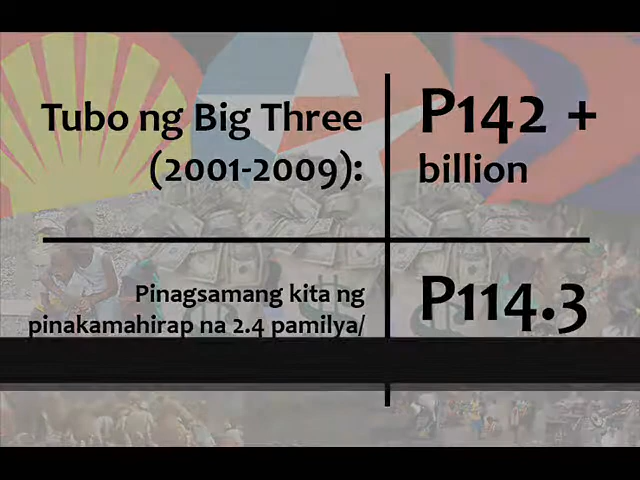 Tubo ng Big Three
(2001-2009):
P142 +
billion
Pinagsamang kita ng
pinakamahirap na 2.4 pamilya/
P114.3